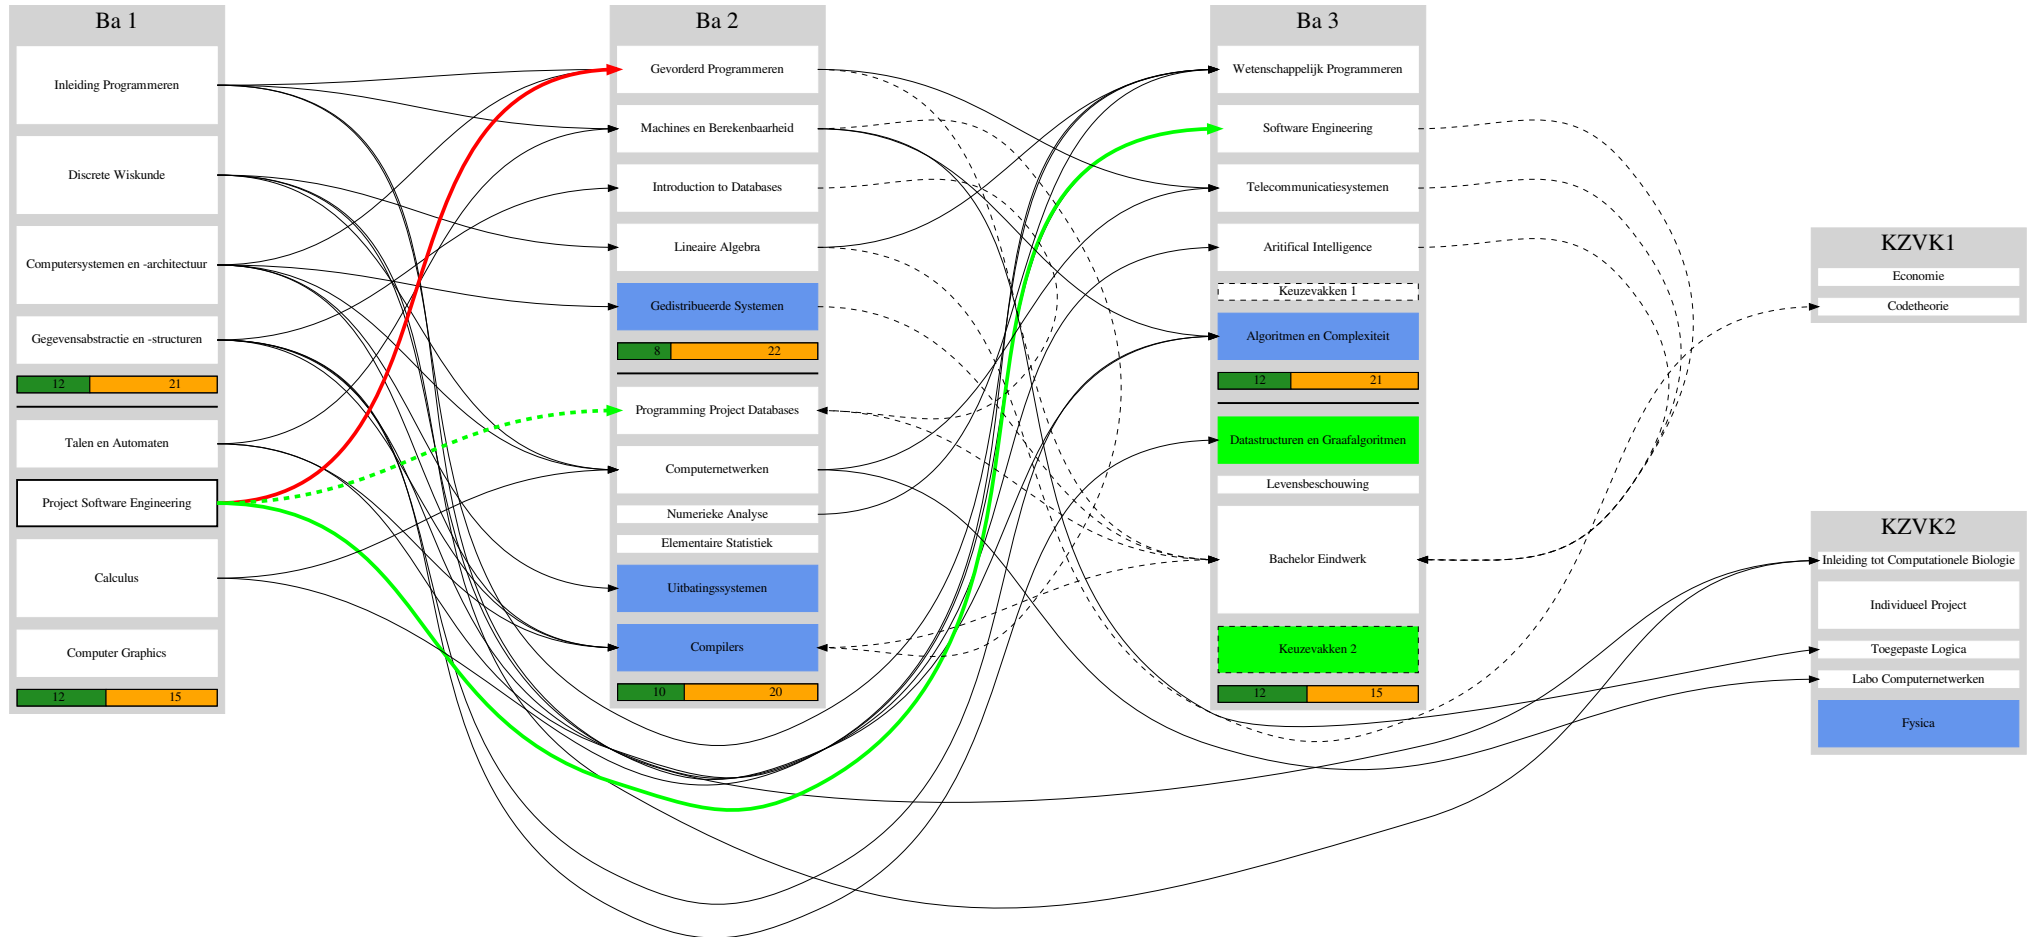 Ba 1
Inleiding Programmeren
Discrete Wiskunde
Computersystemen en -architectuur
Gegevensabstractie en -structuren
12 21
Talen en Automaten
Project Software Engineering
Calculus
Computer Graphics
12 15
Ba 2
Gevorderd Programmeren
Machines en Berekenbaarheid
Introduction to Databases
Lineaire Algebra
Gedistribueerde Systemen
8 22
Programming Project Databases
Computernetwerken
Numerieke Analyse
Elementaire Statistiek
Uitbatingssystemen
Compilers
10 20
Ba 3
Wetenschappelijk Programmeren
Software Engineering
Telecommunicatiesystemen
Aritifical Intelligence
Keuzevakken 1
Algoritmen en Complexiteit
12 21
Datastructuren en Graafalgoritmen
Levensbeschouwing
Bachelor Eindwerk
Keuzevakken 2
12 15
KZVK1
Economie
Codetheorie
KZVK2
Inleiding tot Computationele Biologie
Individueel Project
Toegepaste Logica
Labo Computernetwerken
Fysica